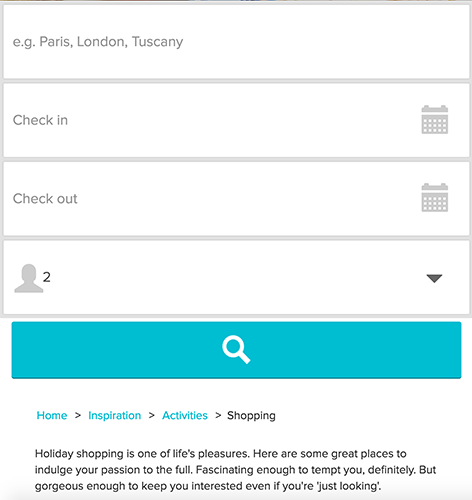 e.g. Paris, London, Tuscany
Check in
Check out
2
Home > Inspiration > Activities > Shopping
Holiday shopping is one of life's pleasures. Here are some great places to
indulge your passion to the full. Fascinating enough to tempt you, definitely. But
gorgeous enough to keep you interested even if you're 'just looking'.